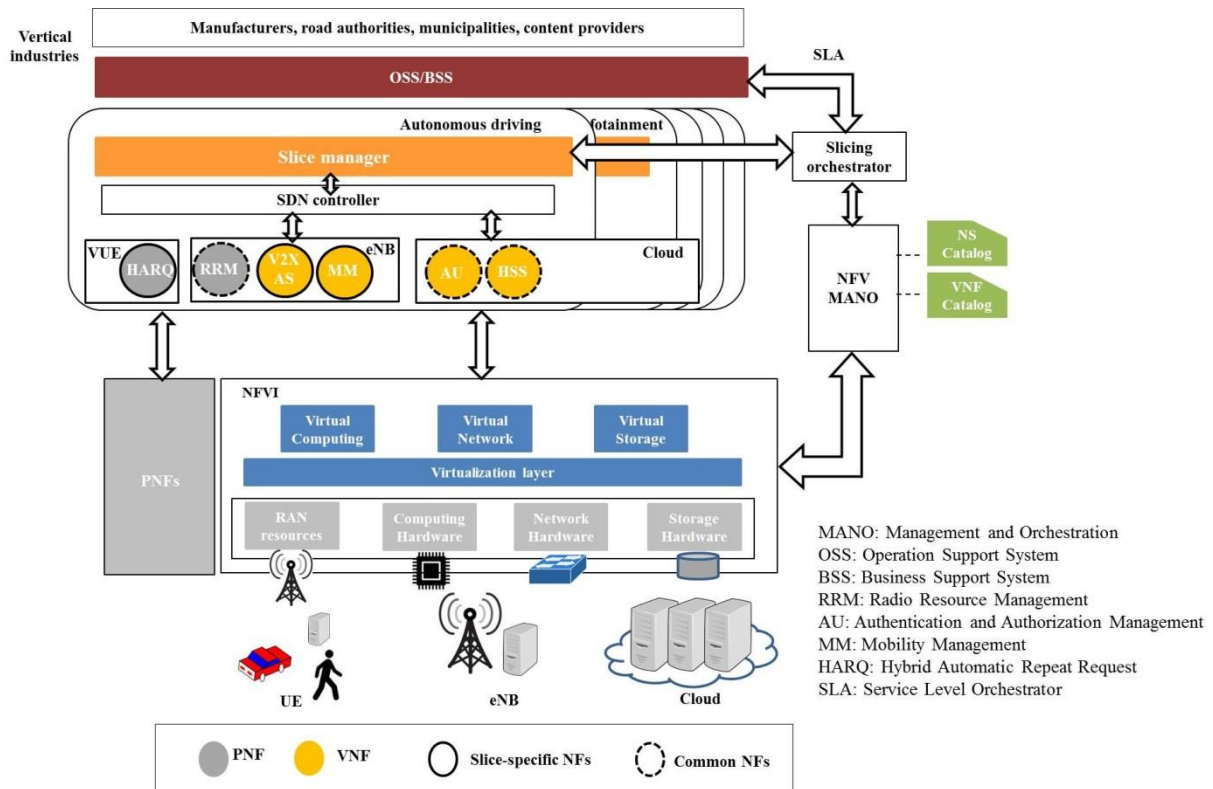 Manufacturers, road authorities, municipalities, content providers
Vertical
industries
SLA
OSS/BSS
Autonomous driving
fotainment
Slice manager
Slicing
orchestrator
SDN controller
VUE
HARQ
RRM
V2X
AS
MM
eNB
AU
HSS
Cloud
NFV
MANO
NS
Catalog
VNF
Catalog
PNFs
NFVI
Virtual
Computing
Virtual
Network
Virtual
Storage
Virtualization layer
RAN
resources
Computing
Hardware
Network
Hardware
Storage
Hardware
UE
eNB
Cloud
MANO: Management and Orchestration
OSS: Operation Support System
BSS: Business Support System
RRM: Radio Resource Management
AU: Authentication and Authorization Management
MM: Mobility Management
HARQ: Hybrid Automatic Repeat Request
SLA: Service Level Orchestrator
PNF
VNF
Slice-specific NFs
Common NFs